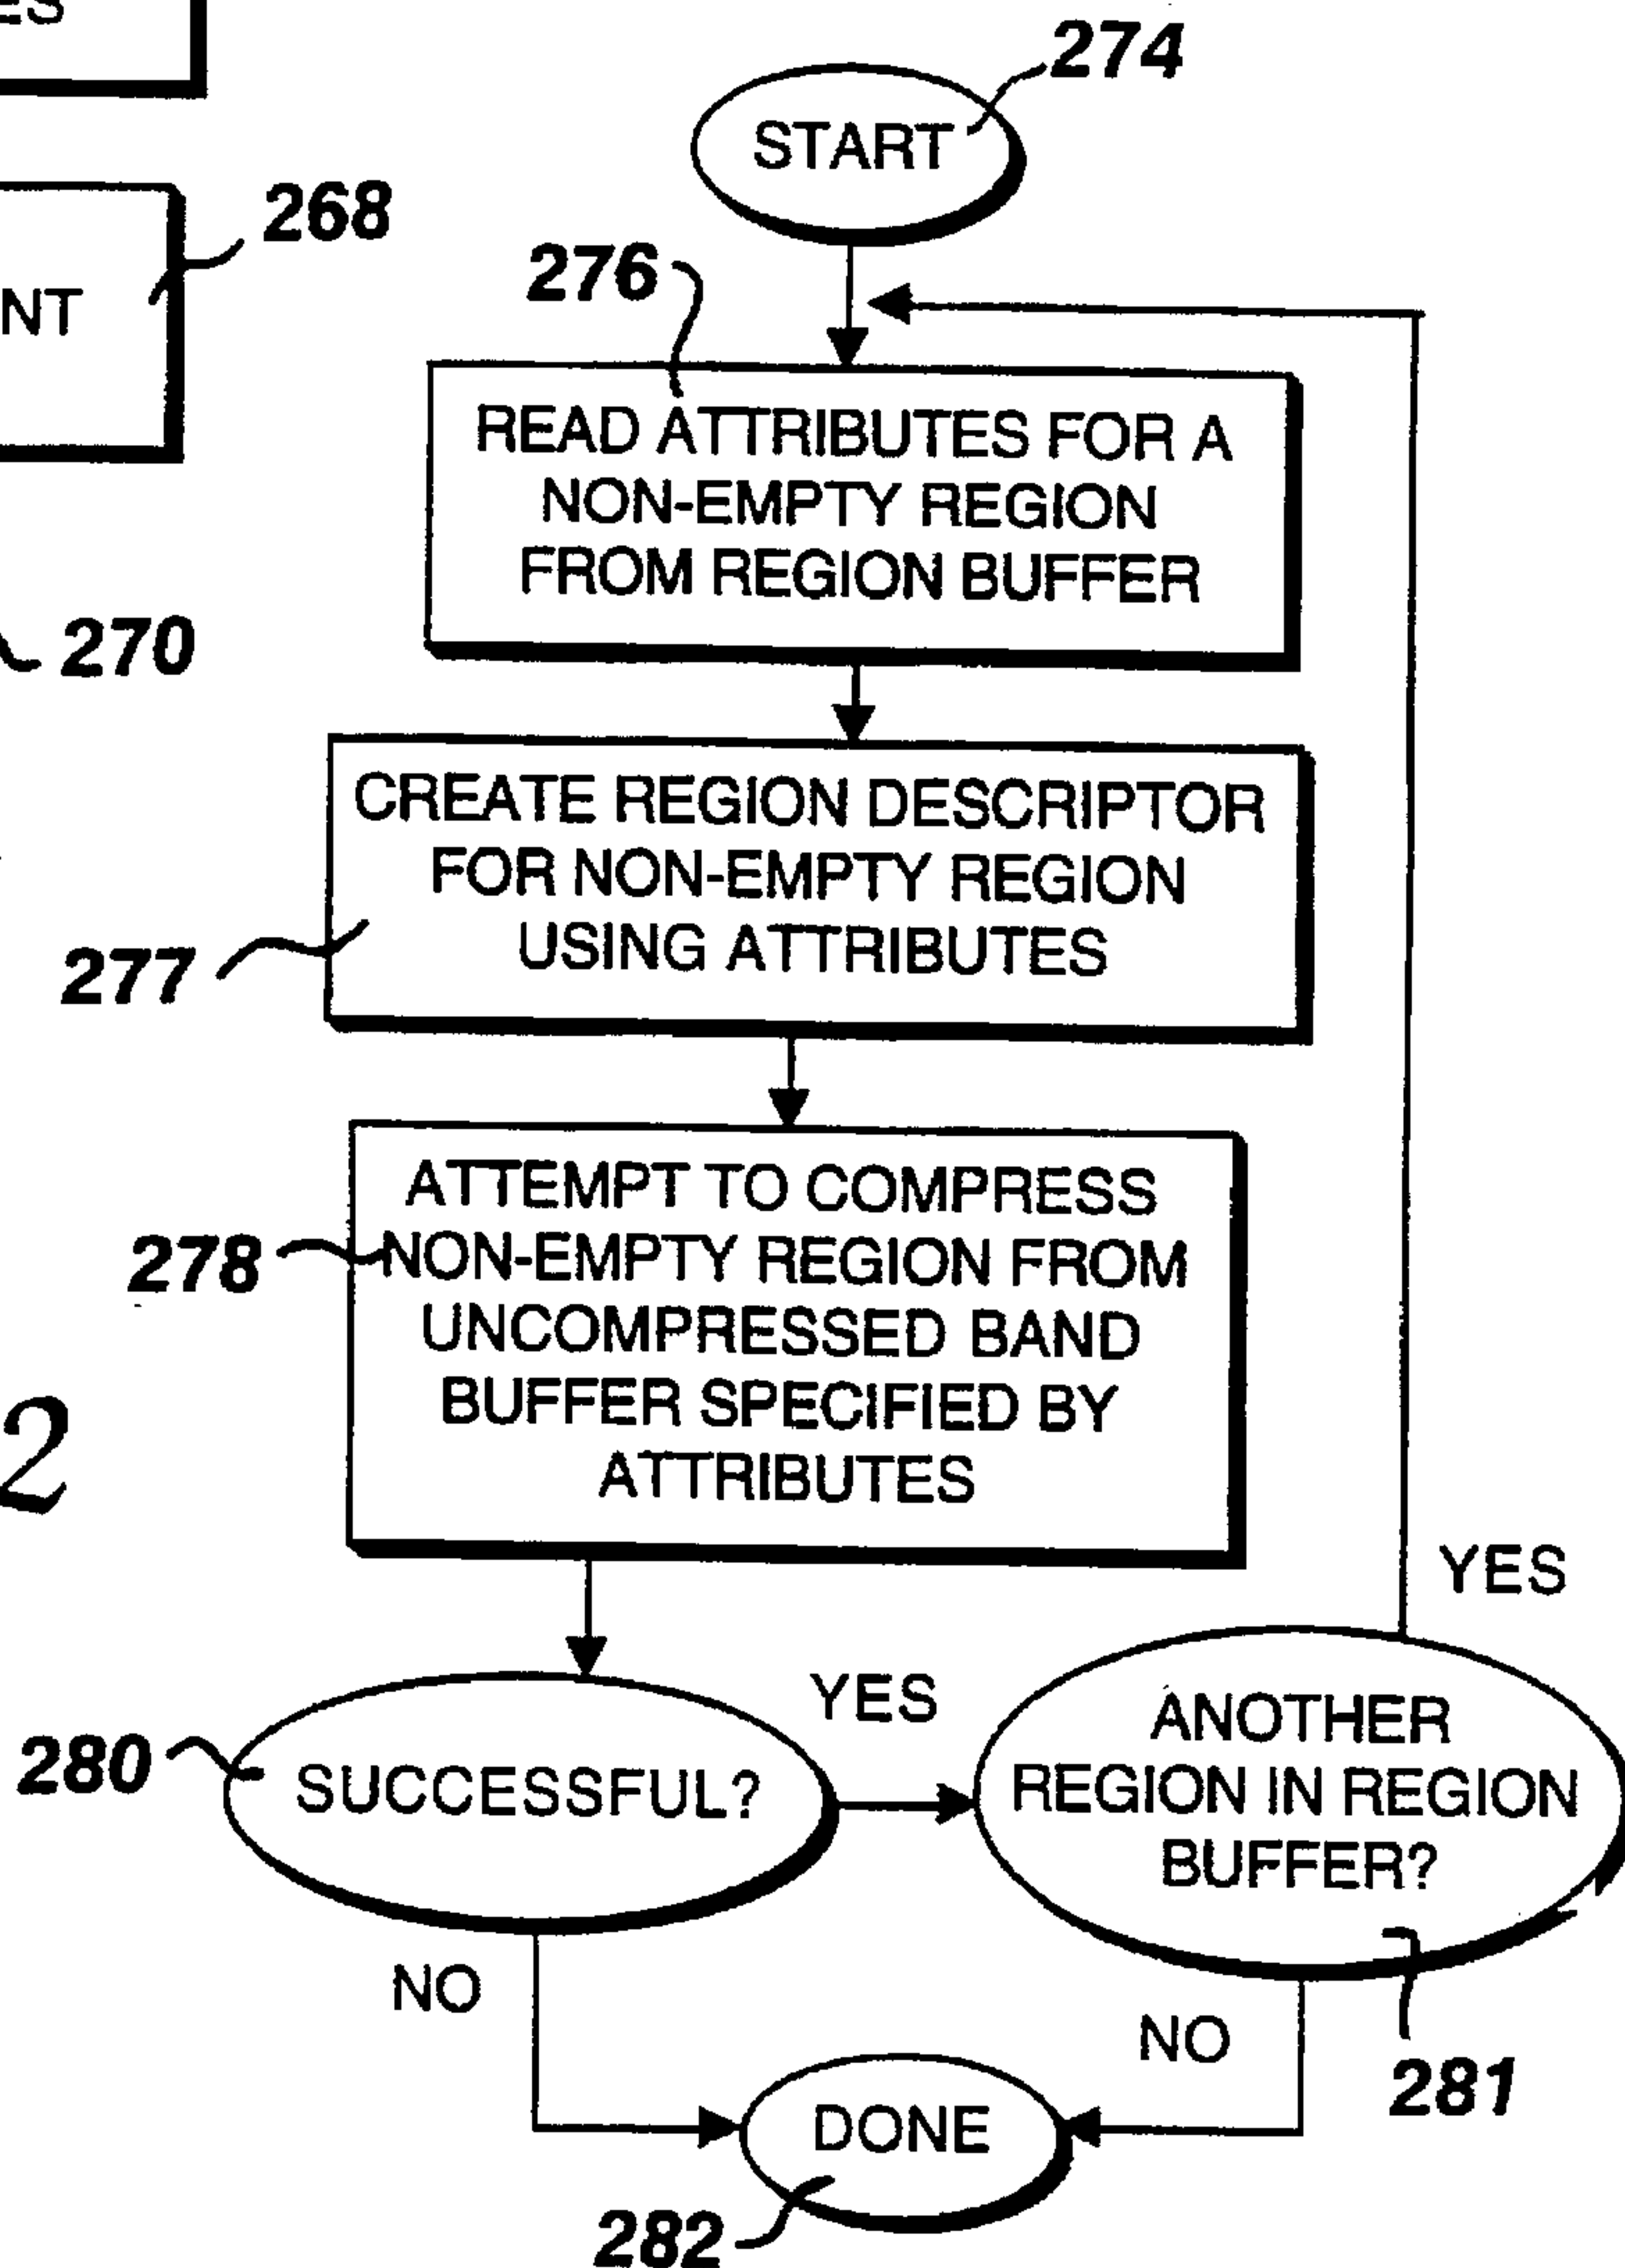 ES
274
START
268
276
NT
READ ATTRIBUTES FOR A
NON-EMPTY REGION
FROM REGION BUFFER
270
CREATE REGION DESCRIPTOR
FOR NON-EMPTY REGION
USING ATTRIBUTES
277
ATTEMPT TO COMPRESS
NON-EMPTY REGION FROM
278
UNCOMPRESSED BAND
BUFFER SPECIFIED BY
ATTRIBUTES
2
YES
YES
280
SUCCESSFUL?
ANOTHER
REGION IN REGION
BUFFER?
NO
NO
281
DONE
282